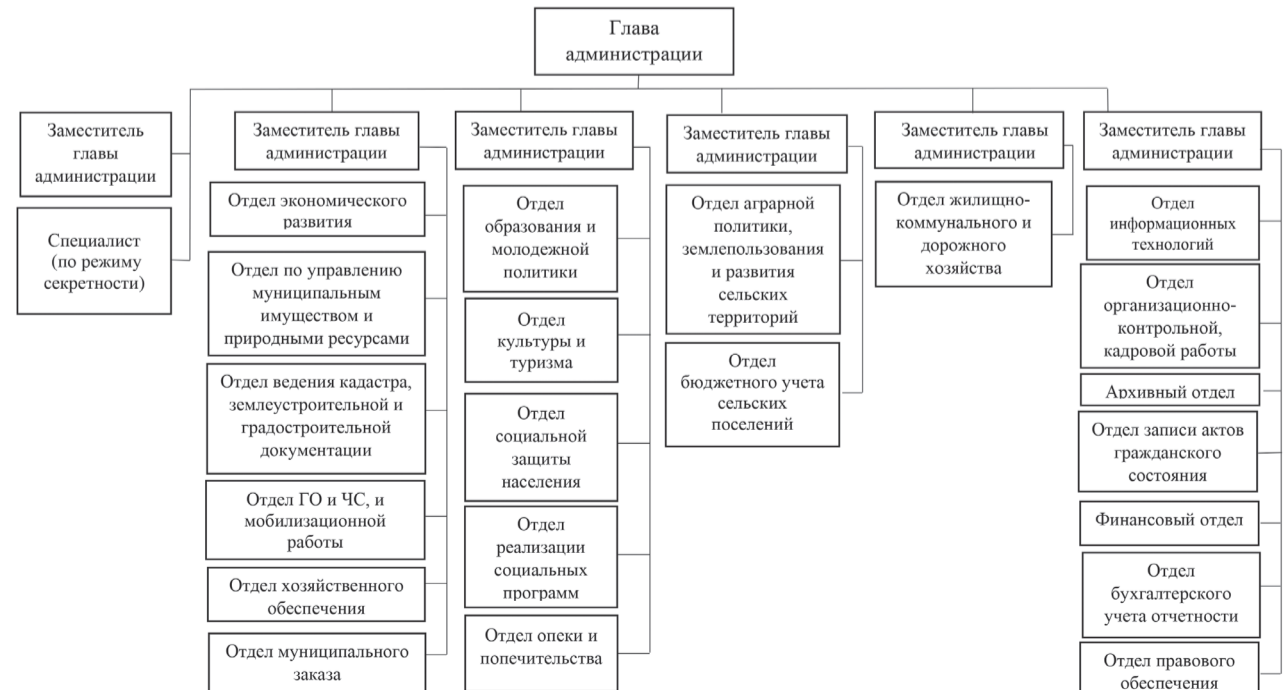 Глава
администрации
Заместитель
главы
администрации
Специалист
(по режиму
секретности)
Заместитель главы
администрации
Отдел экономического
развития
Отдел по управлению
муниципальным
имуществом и
природными ресурсами
Отдел ведения кадастра,
землеустроительной и
градостроительной
документации
Отдел ГО и ЧС, и
мобилизационной
работы
Отдел хозяйственного
обеспечения
Отдел муниципального
заказа
Заместитель главы
администрации
Отдел
образования и
молодежной
политики
Отдел
культуры и
туризма
Отдел
социальной
защиты
населения
Отдел
реализации
социальных
программ
Отдел опеки и
попечительства
Заместитель главы
администрации
Отдел аграрной
политики,
землепользования
и развития
сельских
территорий
Отдел
бюджетного учета
сельских
поселений
Заместитель главы
администрации
Отдел жилищно-
коммунального и
дорожного
хозяйства
Заместитель главы
администрации
Отдел
информационных
технологий
Отдел
организационно-
контрольной,
кадровой работы
Архивный отдел
Отдел записи актов
гражданского
состояния
Финансовый отдел
Отдел
бухгалтерского
учета отчетности
Отдел правового
обеспечения